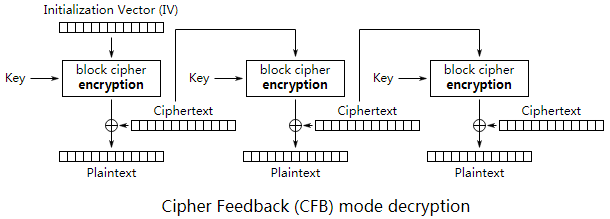 Initialization Vector (IV)
Key
block cipher
encryption
Key
block cipher
encryption
Key
block cipher
encryption
Ciphertext
Ciphertext
Ciphertext
Plaintext
Plaintext
Plaintext
Cipher Feedback (CFB) mode decryption